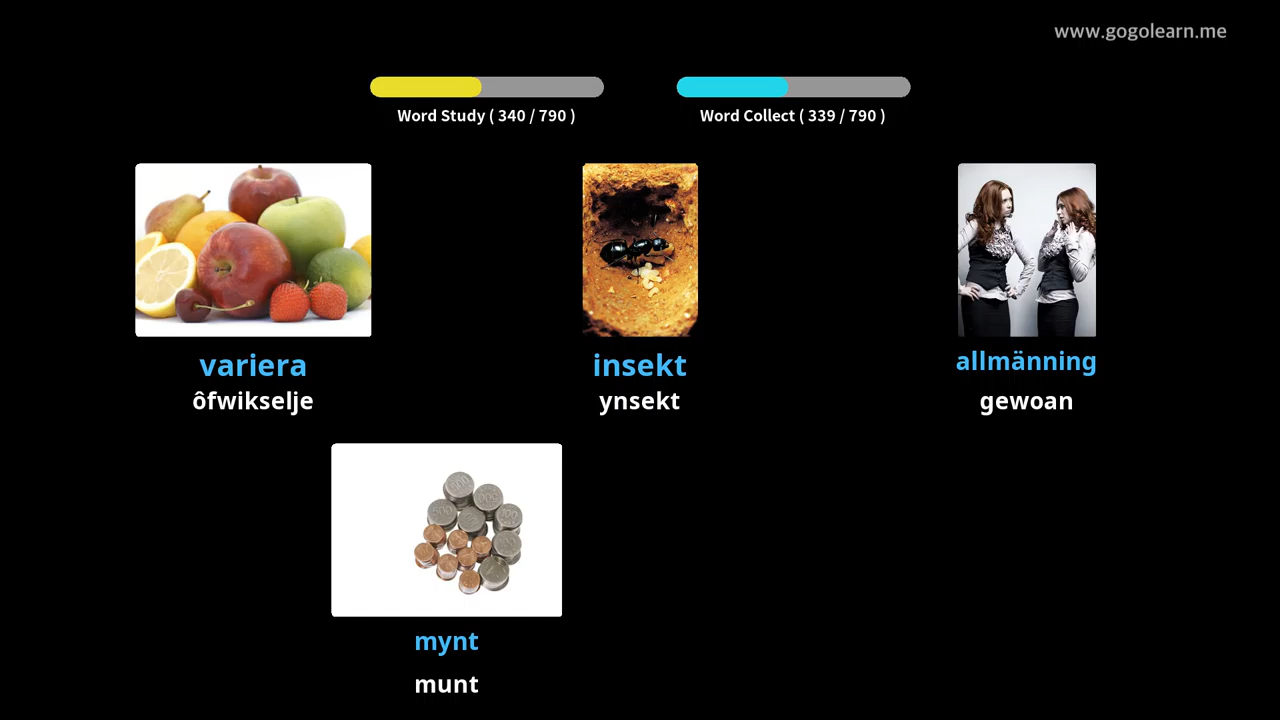 www.gogolearn.me
Word Study ( 340 / 790 )
Word Collect ( 339 / 790 )
variera
ôfwikselje
insekt
ynsekt
allmänning
gewoan
mynt
munt